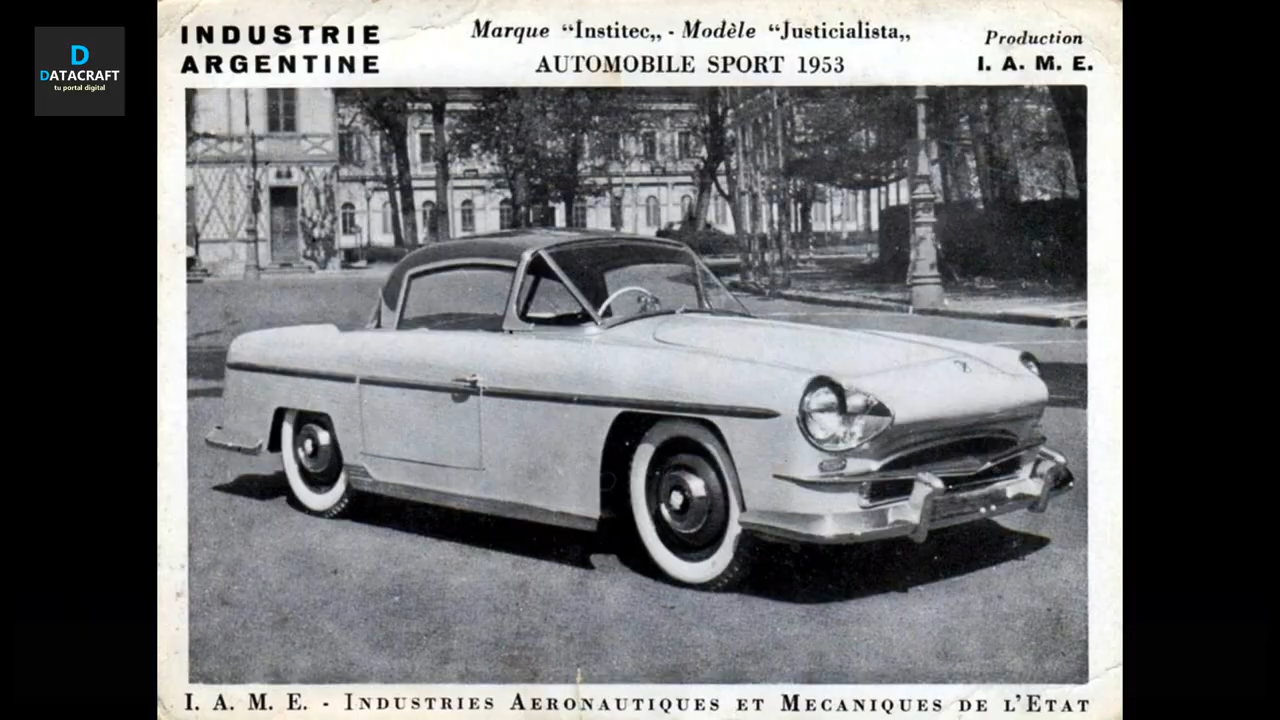 DATACRAFT
tu portal digital
INDUSTRIE
ARGENTINE
Marque “Institec„ - Modèle “Justicialista„
AUTOMOBILE SPORT 1953
Production
I. A. M. E.
I. A. M. E. - INDUSTRIES AERONAUTIQUES ET MECANIQUES DE L'ETAT